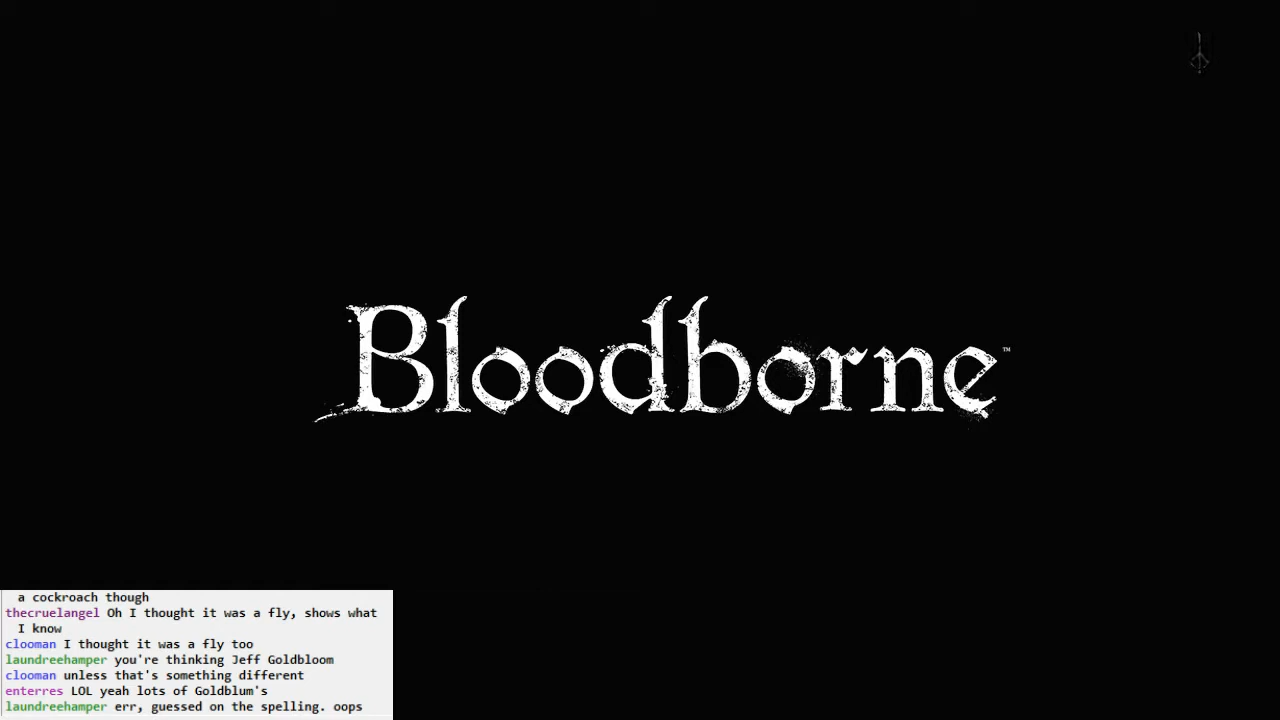 Bloodborne™
a cockroach though
thecruelangel Oh I thought it was a fly, shows what
I know
clooman I thought it was a fly too
laundreehamper you're thinking Jeff Goldbloom
clooman unless that's something different
enterres LOL yeah lots of Goldblum's
laundreehamper err, guessed on the spelling. oops